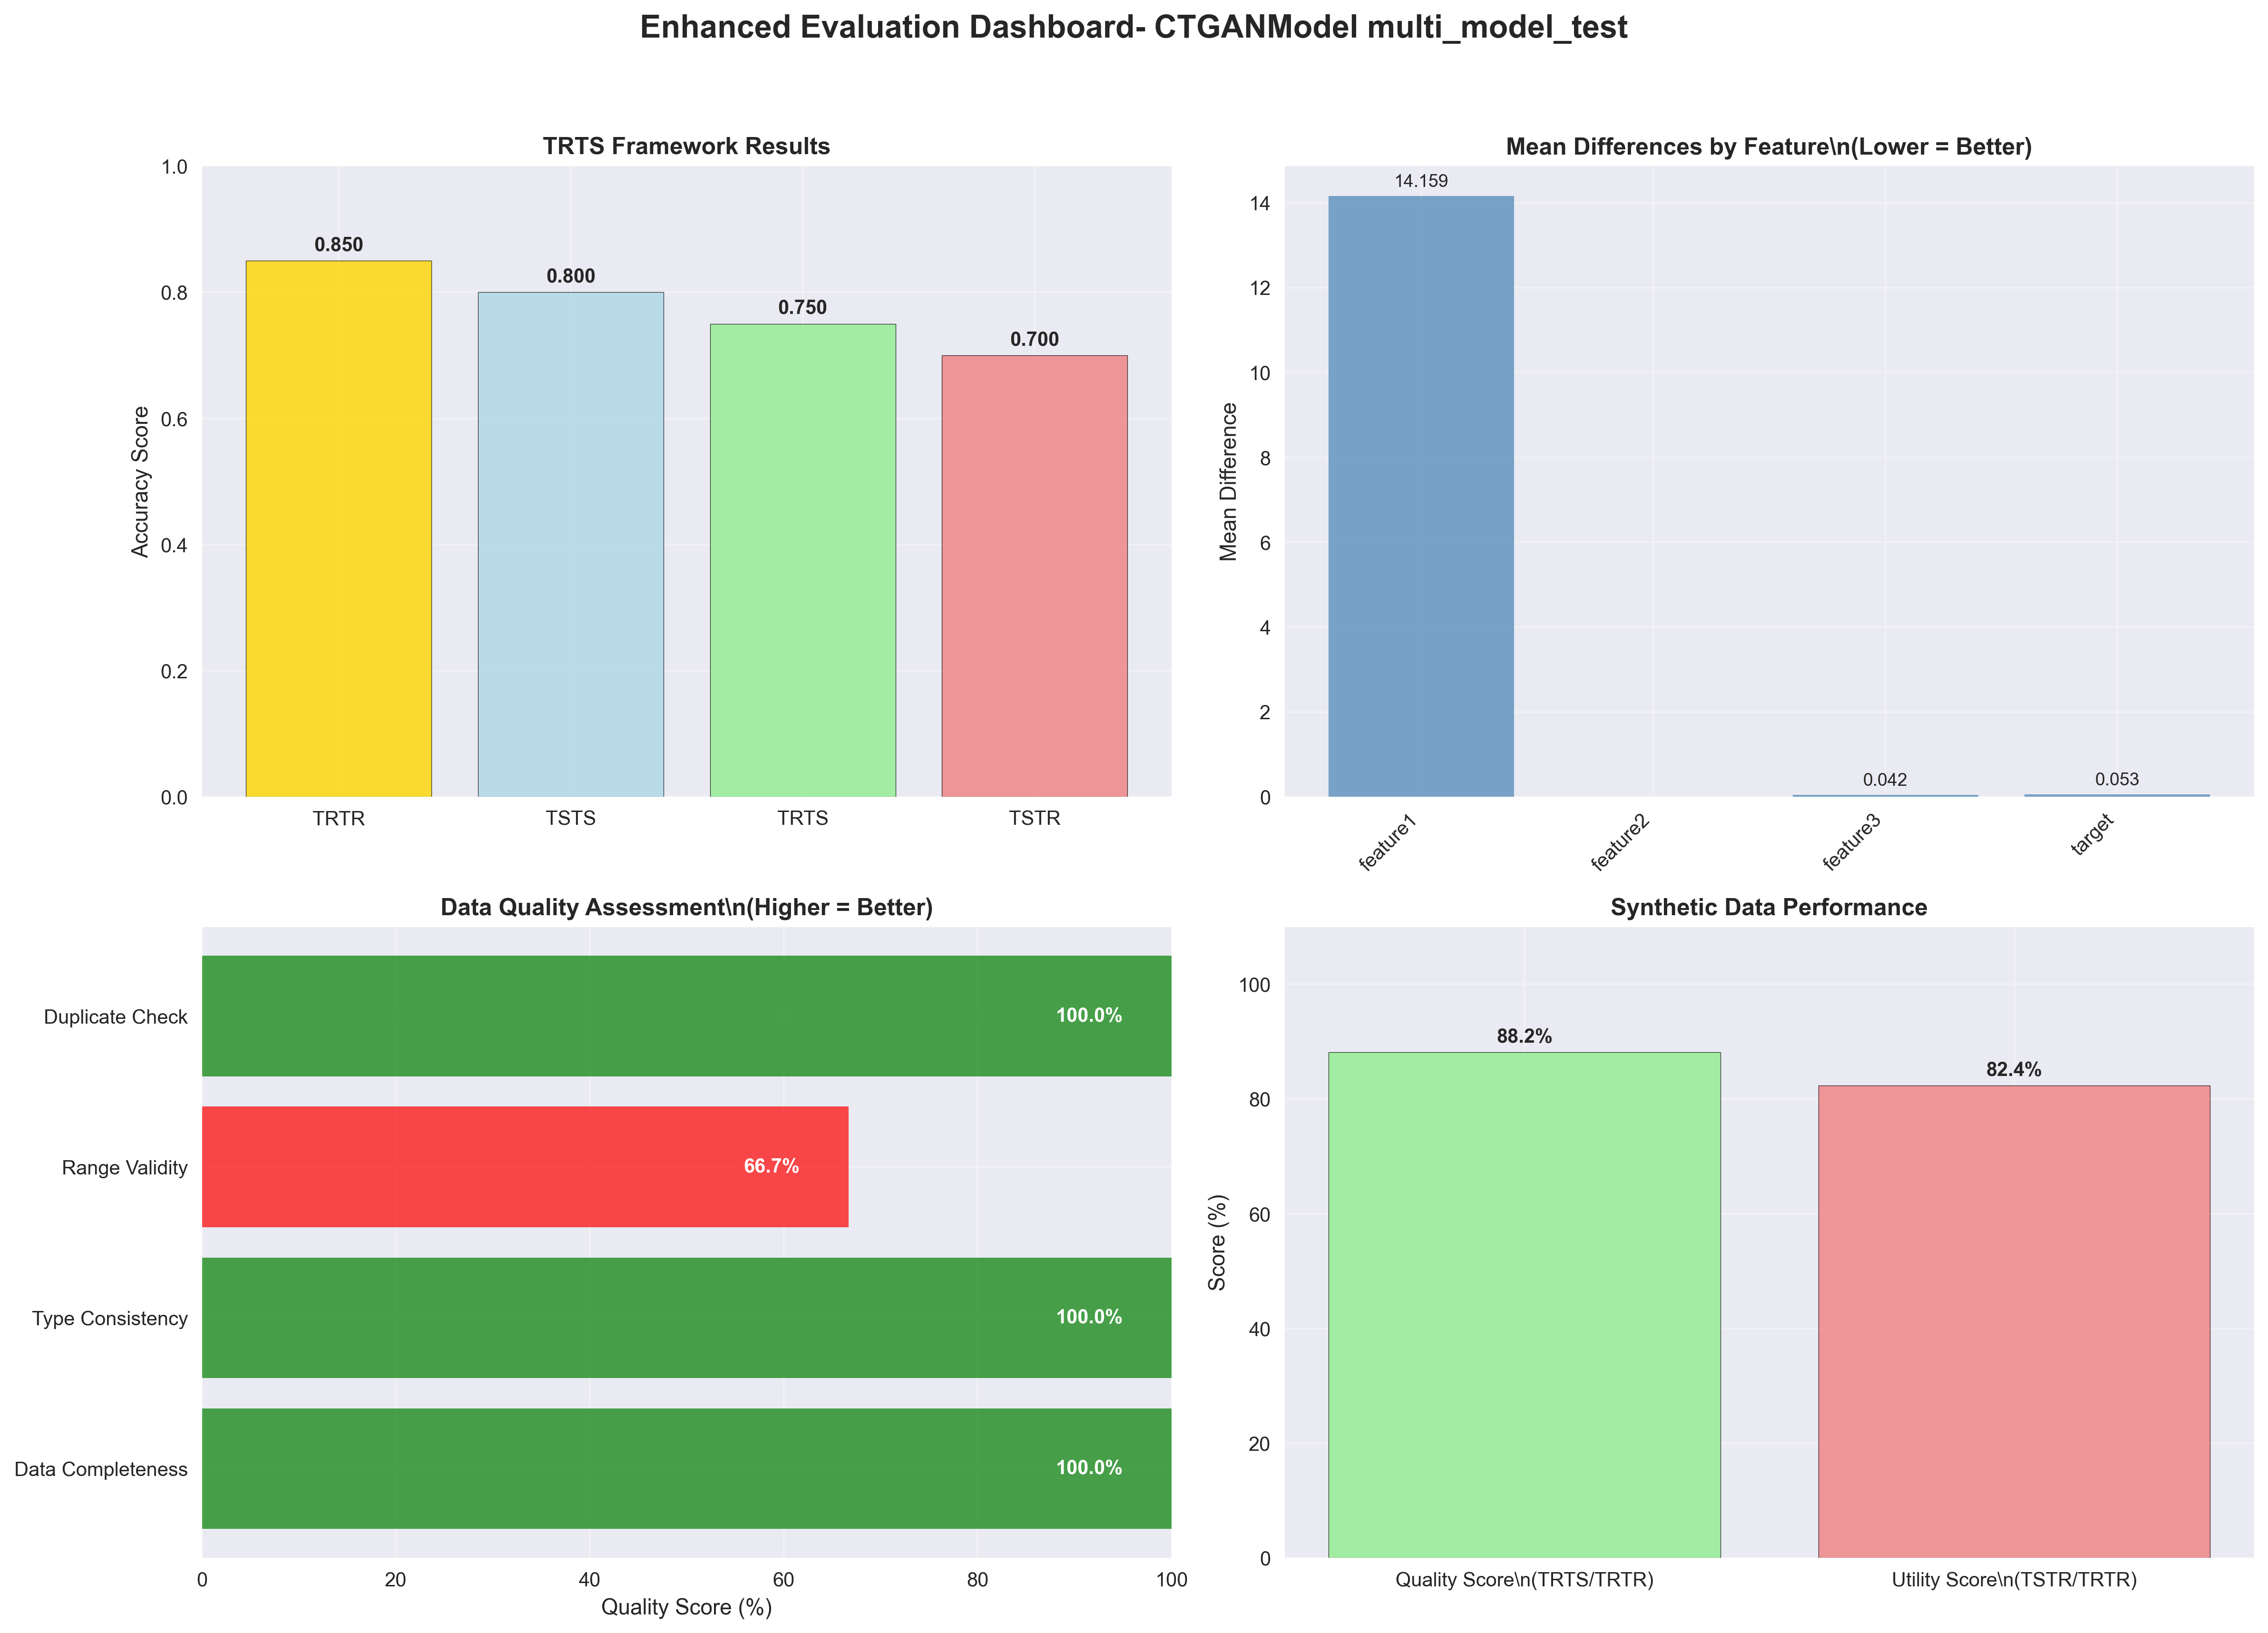 Enhanced Evaluation Dashboard- CTGANModel multi_model_test
TRTS Framework Results
Accuracy Score
1.0
0.8
0.6
0.4
0.2
0.0
0.850
0.800
0.750
0.700
TRTR
TSTS
TRTS
TSTR
Mean Differences by Feature\n(Lower = Better)
Mean Difference
14
12
10
8
6
4
2
0
14.159
0.042
0.053
feature1
feature2
feature3
target
Data Quality Assessment\n(Higher = Better)
Duplicate Check
100.0%
Range Validity
66.7%
Type Consistency
100.0%
Data Completeness
100.0%
0
20
40
60
80
100
Quality Score (%)
Synthetic Data Performance
Score (%)
100
80
60
40
20
0
88.2%
82.4%
Quality Score\n(TRTS/TRTR)
Utility Score\n(TSTR/TRTR)